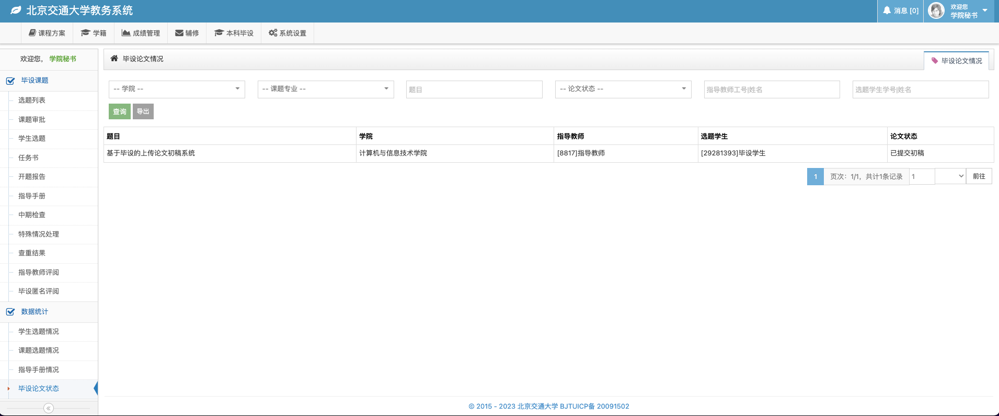 北京交通大学教务系统
消息 [0]
欢迎您
学院秘书
课程方案
学籍
成绩管理
辅修
本科毕设
系统设置
欢迎您， 学院秘书
毕设课题
选题列表
课题审批
学生选题
任务书
开题报告
指导手册
中期检查
特殊情况处理
查重结果
指导教师评阅
毕设匿名评阅
数据统计
学生选题情况
课题选题情况
指导手册情况
毕设论文状态
毕设论文情况
毕设论文情况
-- 学院 --
-- 课题专业 --
题目
-- 论文状态 --
指导教师工号|姓名
选题学生学号|姓名
查询
导出
题目 学院 指导教师 选题学生 论文状态
基于毕设的上传论文初稿系统 计算机与信息技术学院 [8817]指导教师 [29281393]毕设学生 已提交初稿
1 页次：1/1，共计1条记录 1 前往
© 2015 - 2023 北京交通大学 BJTUICP备 20091502